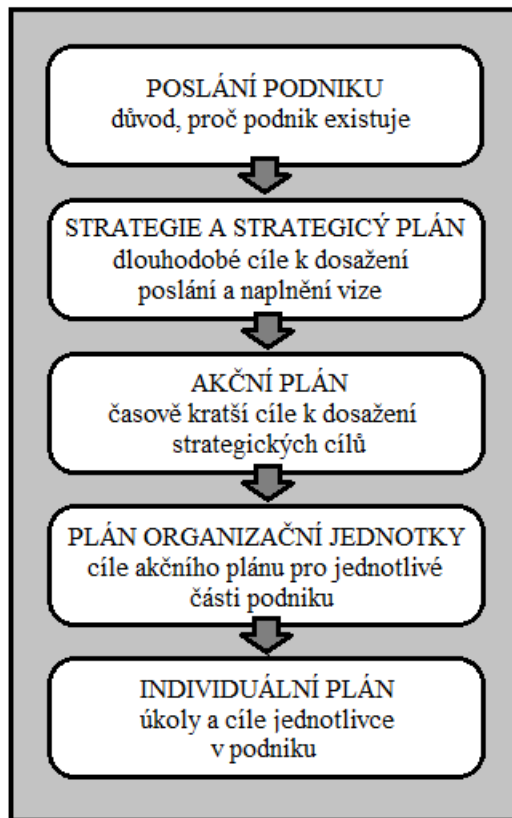 POSLÁNÍ PODNIKU
důvod, proč podnik existuje
STRATEGIE A STRATEGICÝ PLÁN
dlouhodobé cíle k dosažení
poslání a naplnění vize
AKČNÍ PLÁN
časově kratší cíle k dosažení
strategických cílů
PLÁN ORGANIZAČNÍ JEDNOTKY
cíle akčního plánu pro jednotlivé
části podniku
INDIVIDUÁLNÍ PLÁN
úkoly a cíle jednotlivce
v podniku